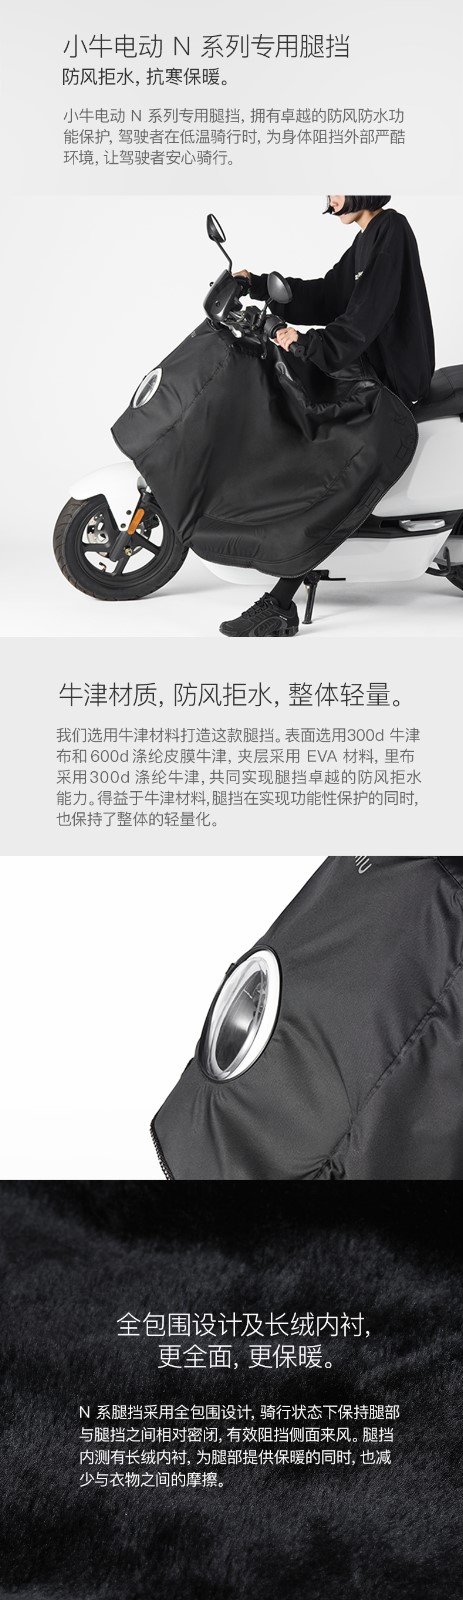 小牛电动 N 系列专用腿挡
防风拒水, 抗寒保暖。
小牛电动 N 系列专用腿挡, 拥有卓越的防风防水功
能保护, 驾驶者在低温骑行时, 为身体阻挡外部严酷
环境, 让驾驶者安心骑行。
牛津材质, 防风拒水, 整体轻量。
我们选用牛津材料打造这款腿挡。表面选用300d 牛津
布和 600d 涤纶皮膜牛津, 夹层采用 EVA 材料, 里布
采用 300d 涤纶牛津, 共同实现腿挡卓越的防风拒水
能力。得益于牛津材料, 腿挡在实现功能性保护的同时,
也保持了整体的轻量化。
NIU
全包围设计及长绒内衬,
更全面, 更保暖。
N 系腿挡采用全包围设计, 骑行状态下保持腿部
与腿挡之间相对密闭, 有效阻挡侧面来风。腿挡
内测有长绒内衬, 为腿部提供保暖的同时, 也减
少与衣物之间的摩擦。